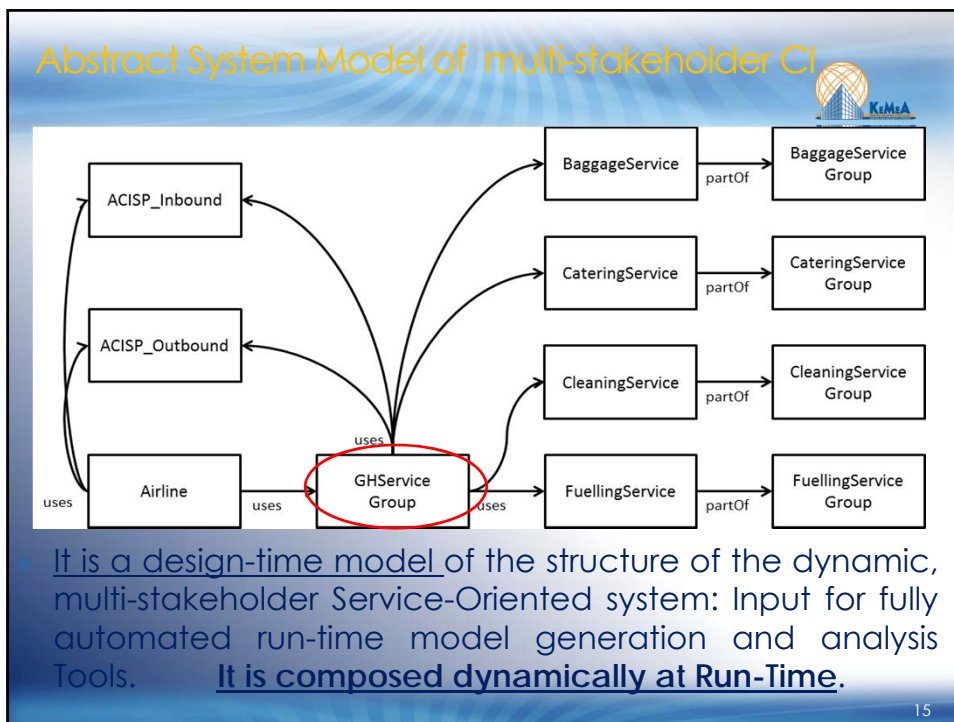 Abstract System Model of multi-stakeholder CI
KEMEA
ACISP_Inbound
BaggageService
partOf
BaggageService
Group
CateringService
partOf
CateringService
Group
ACISP_Outbound
CleaningService
partOf
CleaningService
Group
uses
uses
Airline
uses
GHService
Group
uses
FuellingService
partOf
FuellingService
Group
It is a design-time model of the structure of the dynamic,
multi-stakeholder Service-Oriented system: Input for fully
automated run-time model generation and analysis
Tools. It is composed dynamically at Run-Time.
15